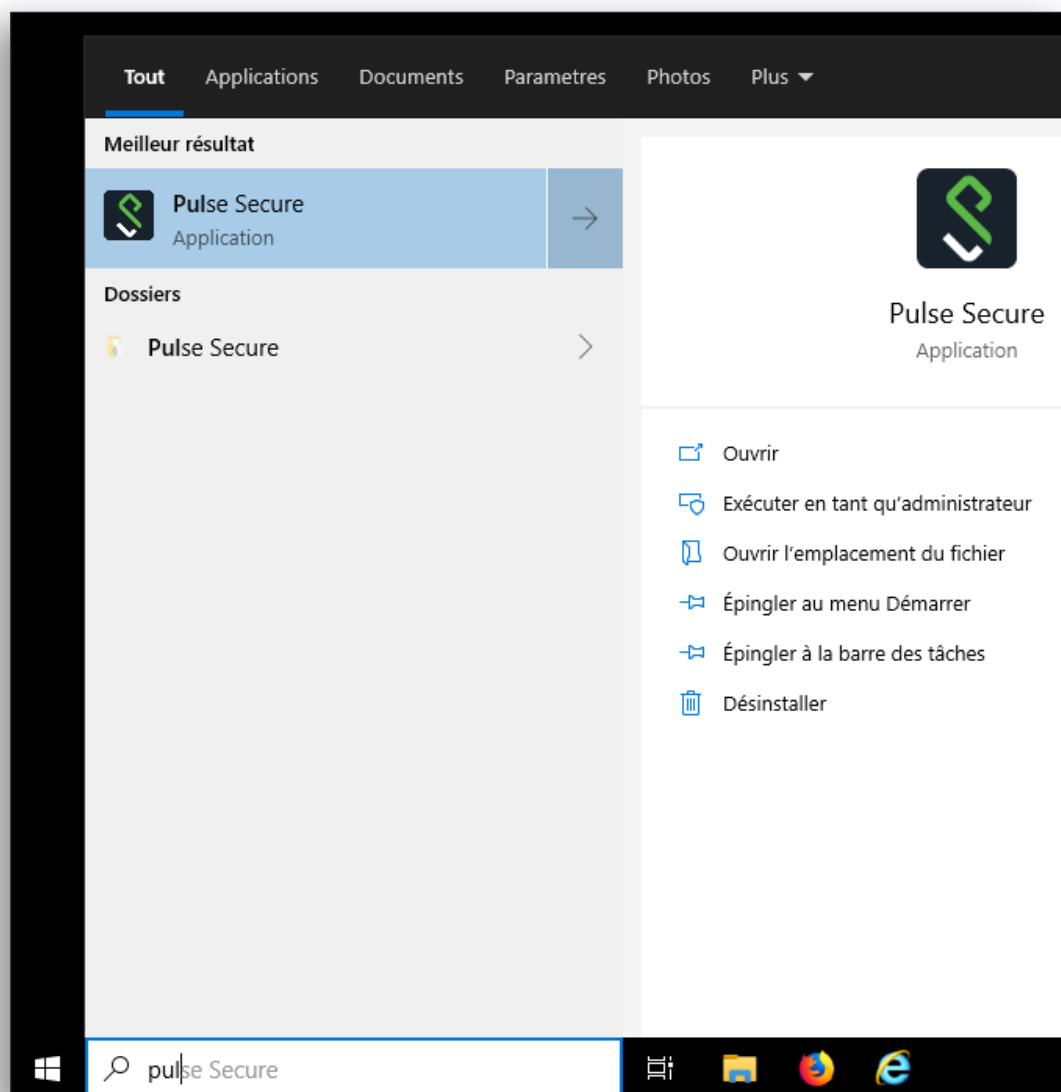 Tout Applications Documents Parametres Photos Plus
Meilleur résultat
Pulse Secure
Application
Dossiers
Pulse Secure
Pulse Secure
Application
Ouvrir
Exécuter en tant qu'administrateur
Ouvrir l'emplacement du fichier
Épingler au menu Démarrer
Épingler à la barre des tâches
Désinstaller
pulse Secure